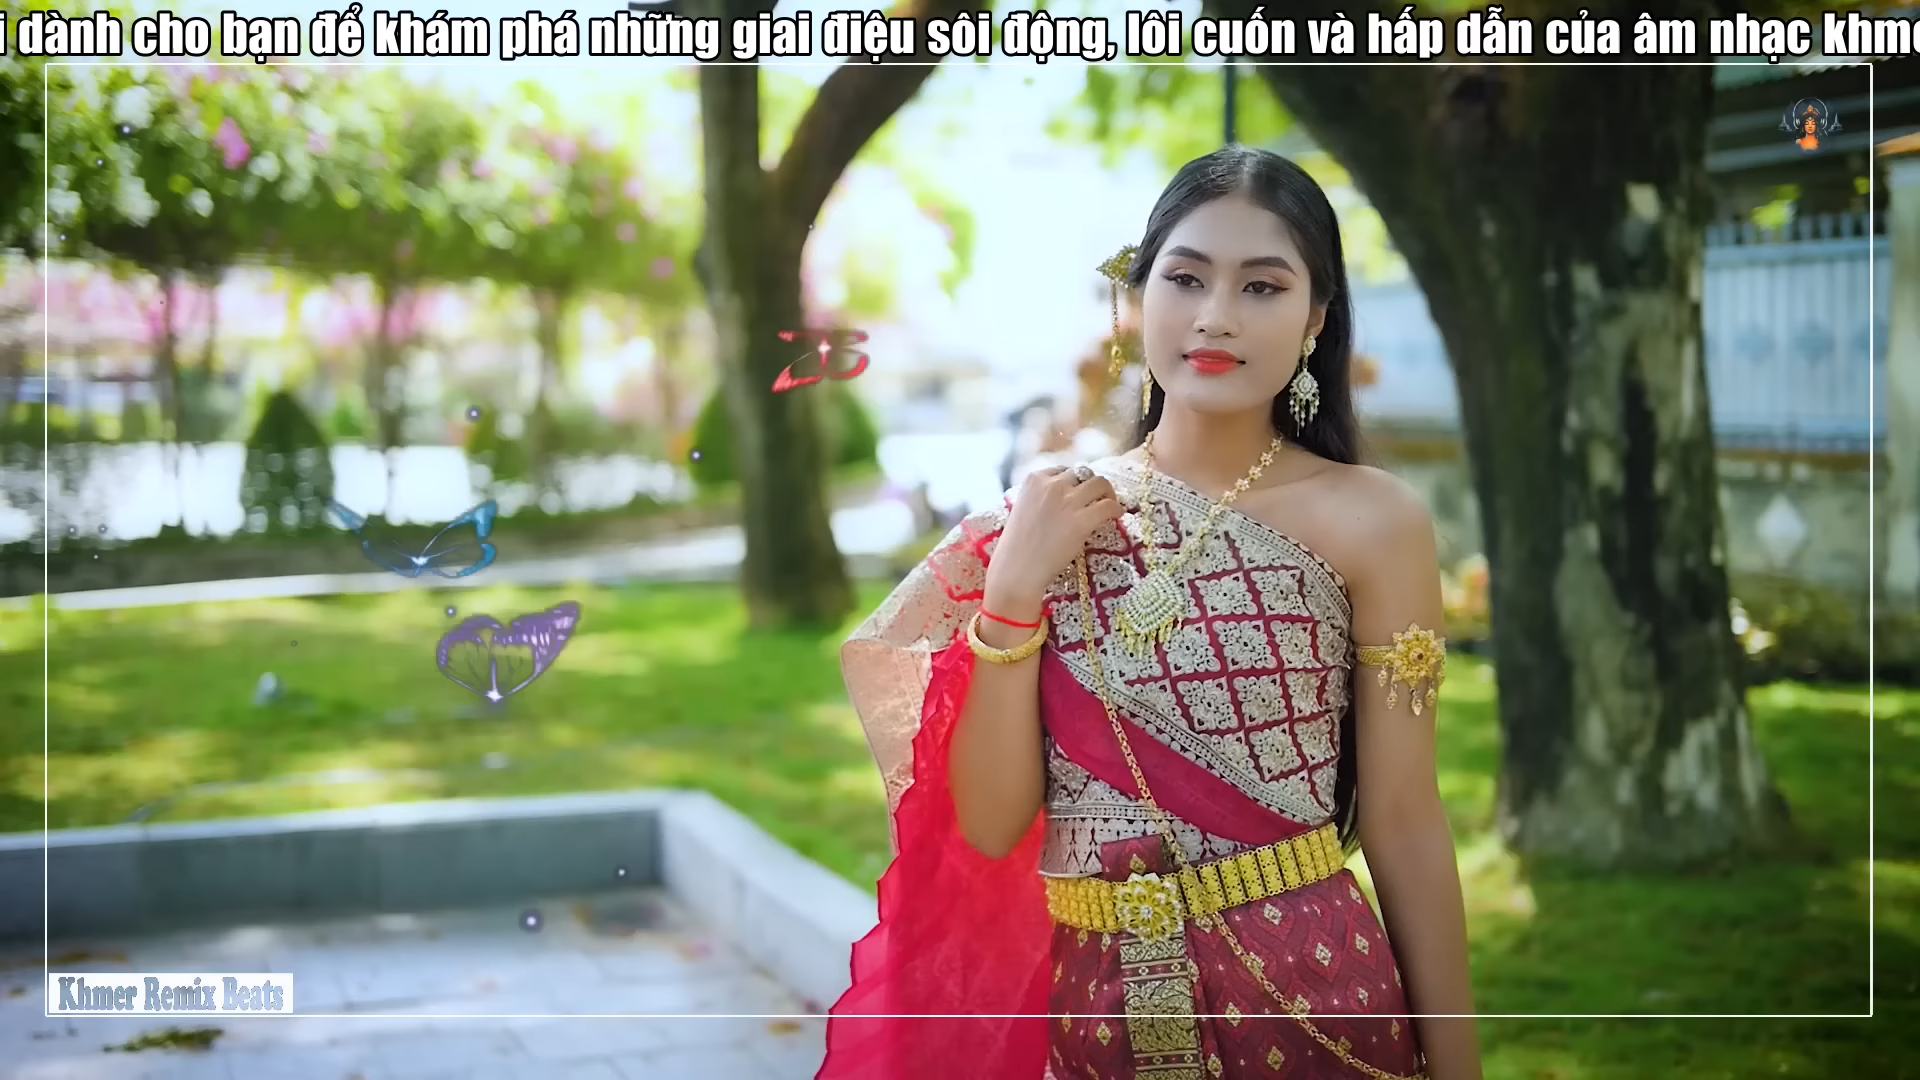 dành cho bạn để khám phá những giai điệu sôi động, lôi cuốn và hấp dẫn của âm nhạc
Khmer Remix Beats